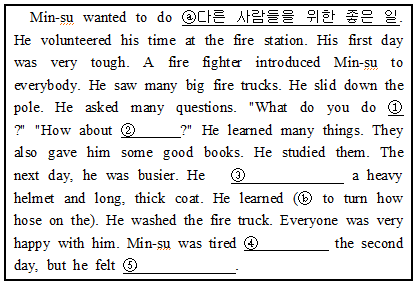 Min-su wanted to do ⓐ다른 사람들을 위한 좋은 일.
He volunteered his time at the fire station. His first day
was very tough. A fire fighter introduced Min-su to
everybody. He saw many big fire trucks. He slid down the
pole. He asked many questions. "What do you do ①
?" "How about ②______?" He learned many things. They
also gave him some good books. He studied them. The
next day, he was busier. He ③____________ a heavy
helmet and long, thick coat. He learned (ⓑ to turn how
hose on the). He washed the fire truck. Everyone was very
happy with him. Min-su was tired ④_________ the second
day, but he felt ⑤____________.